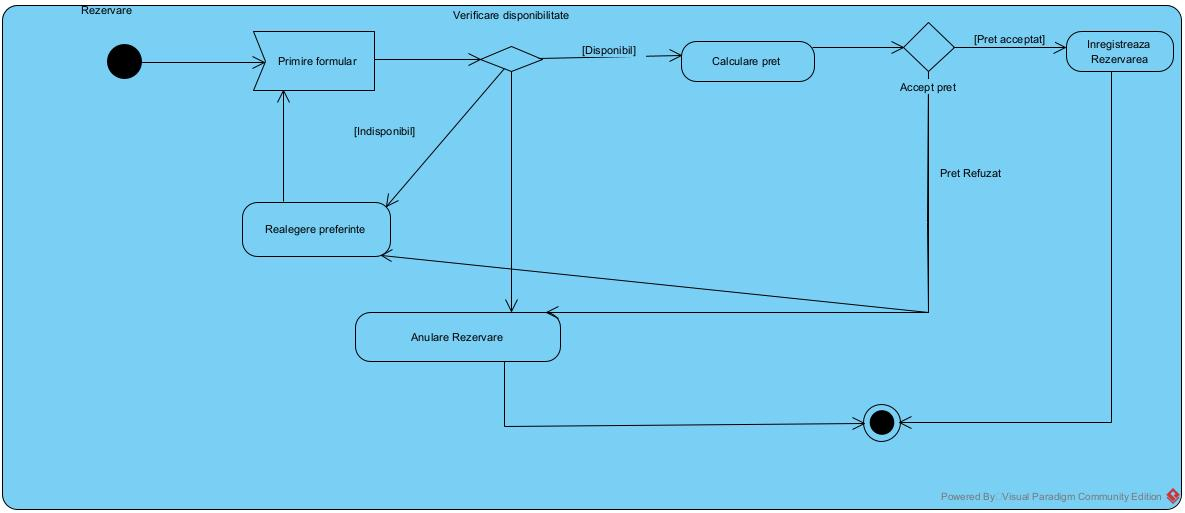 Rezervare
Verificare disponibilitate
Primire formular
[Disponibil]
Calculare pret
[Pret acceptat]
Inregistreaza
Rezervarea
Accept pret
[Indisponibil]
Pret Refuzat
Realegere preferinte
Anulare Rezervare
Powered By Visual Paradigm Community Edition